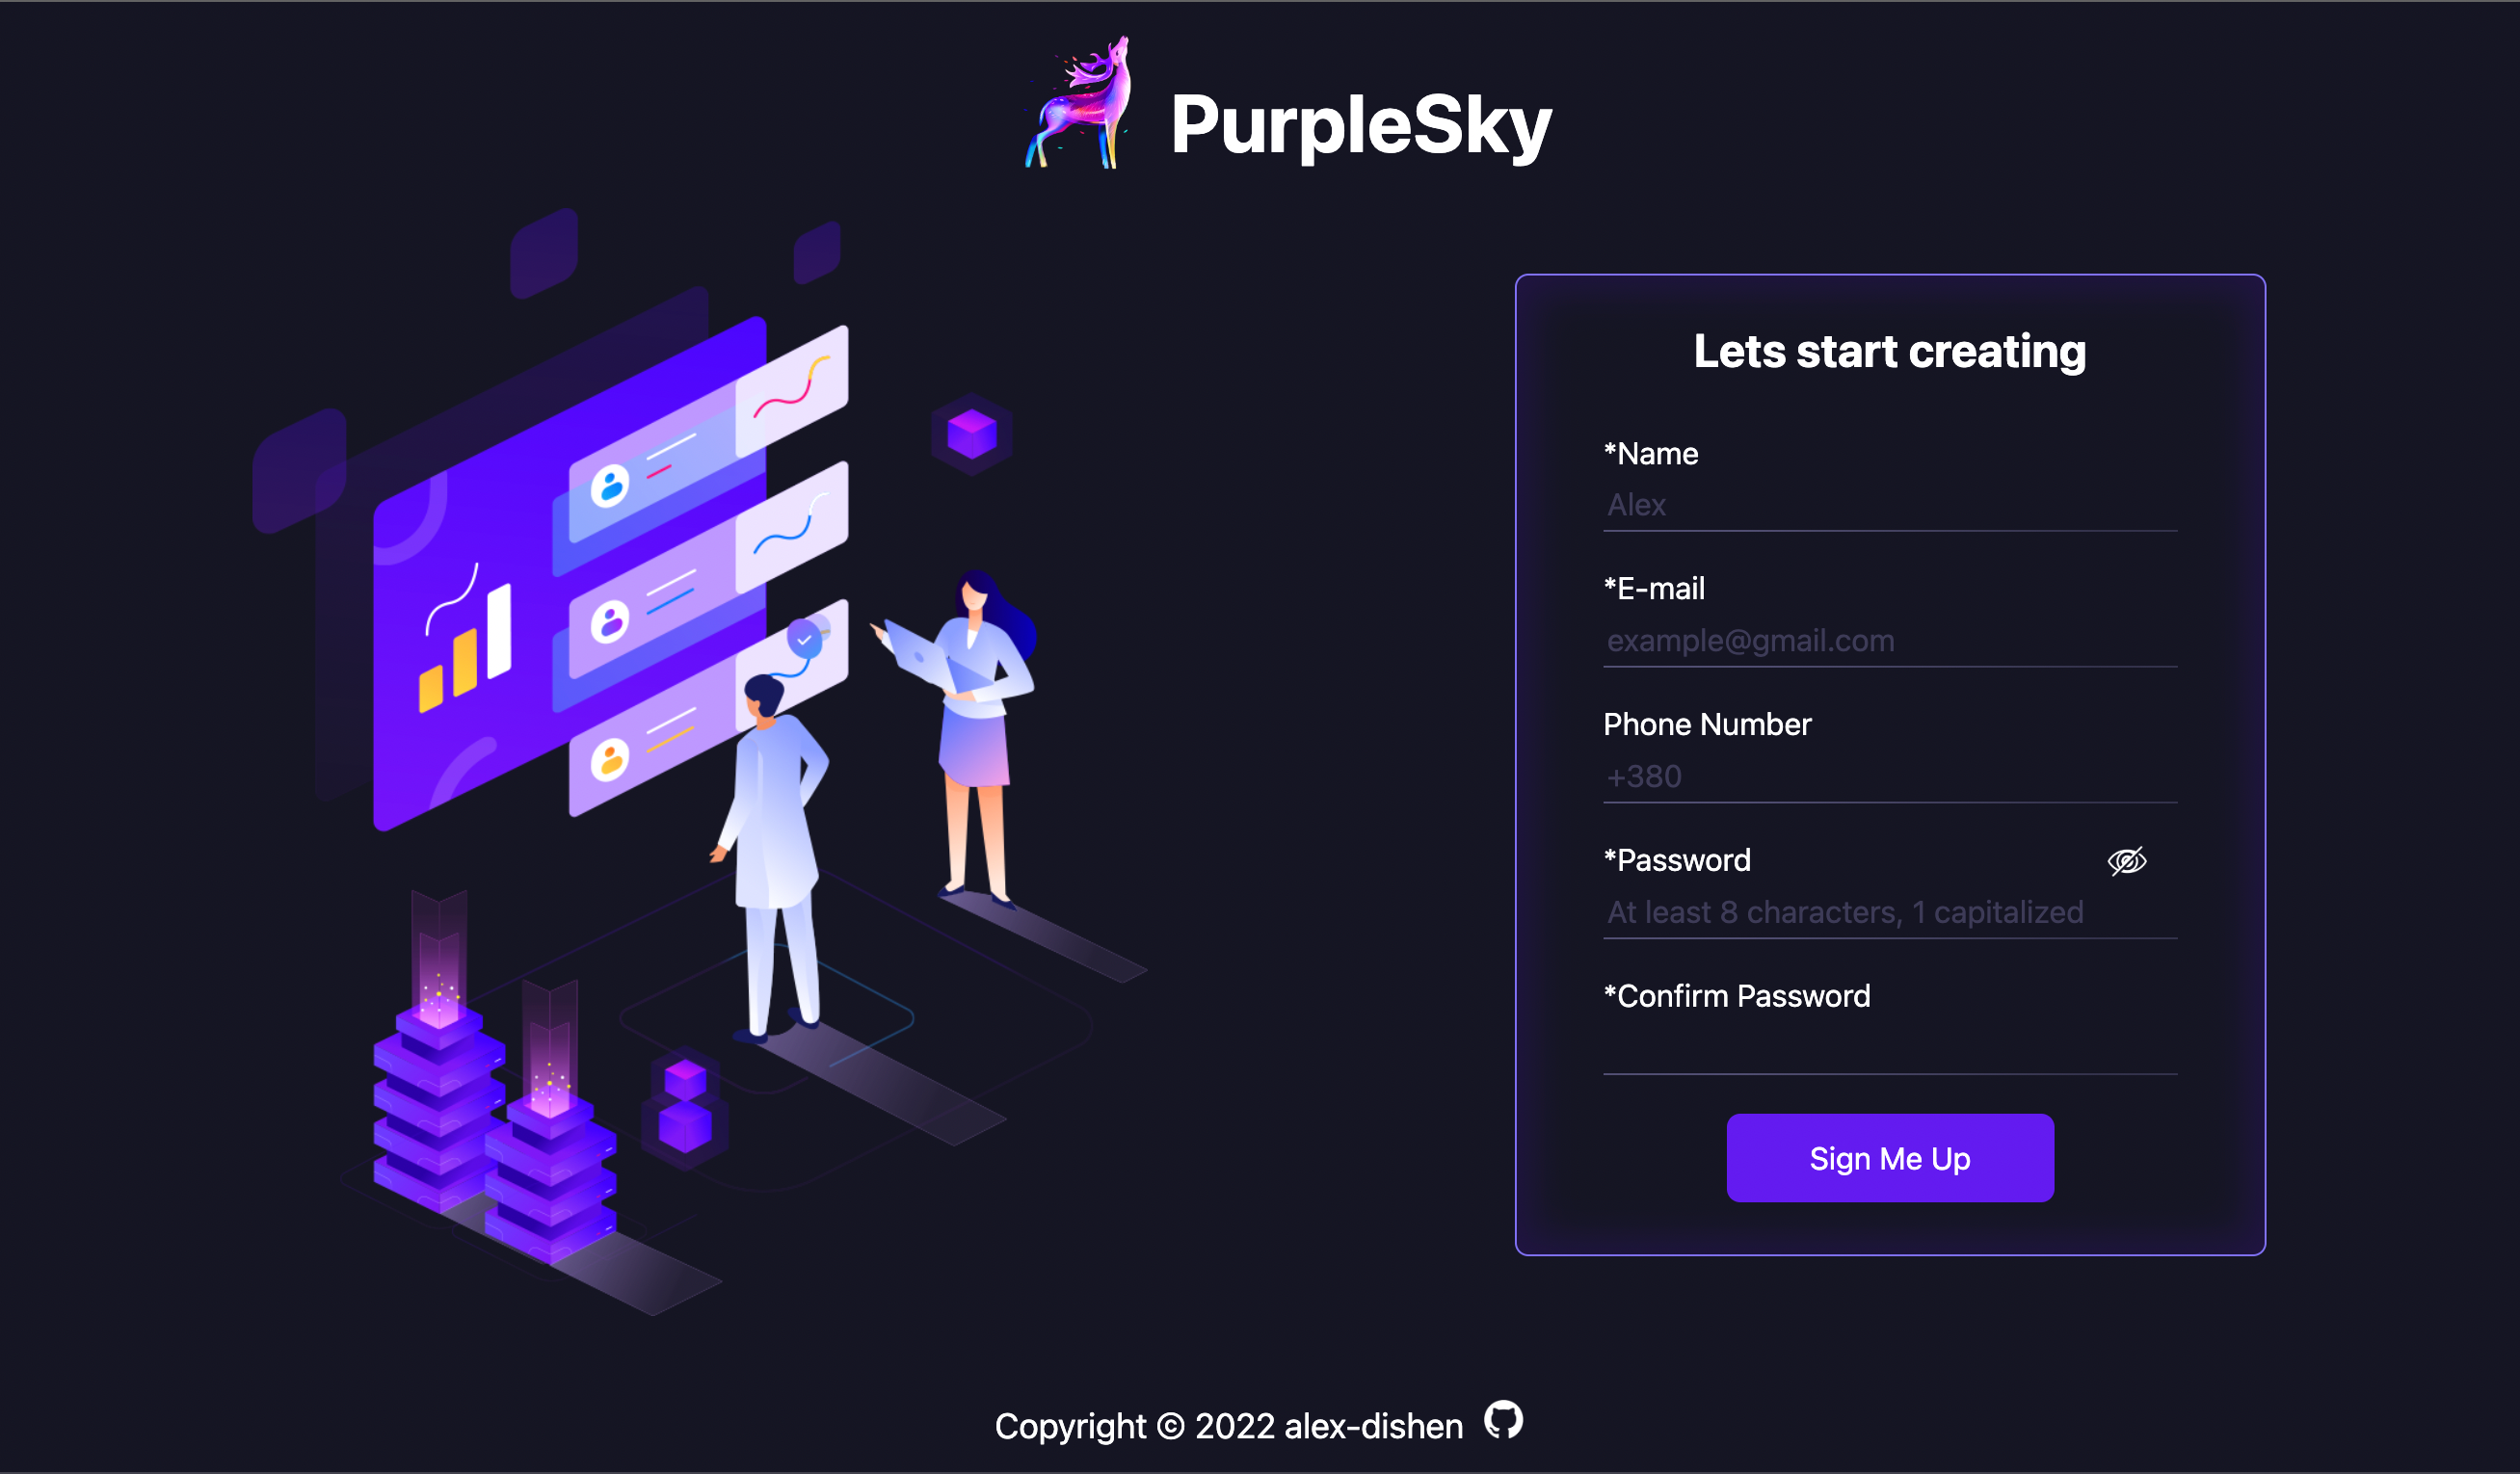 PurpleSky
Lets start creating
*Name
Alex
*E-mail
example@gmail.com
Phone Number
+380
*Password
At least 8 characters, 1 capitalized
*Confirm Password
Sign Me Up
Copyright © 2022 alex-dishen